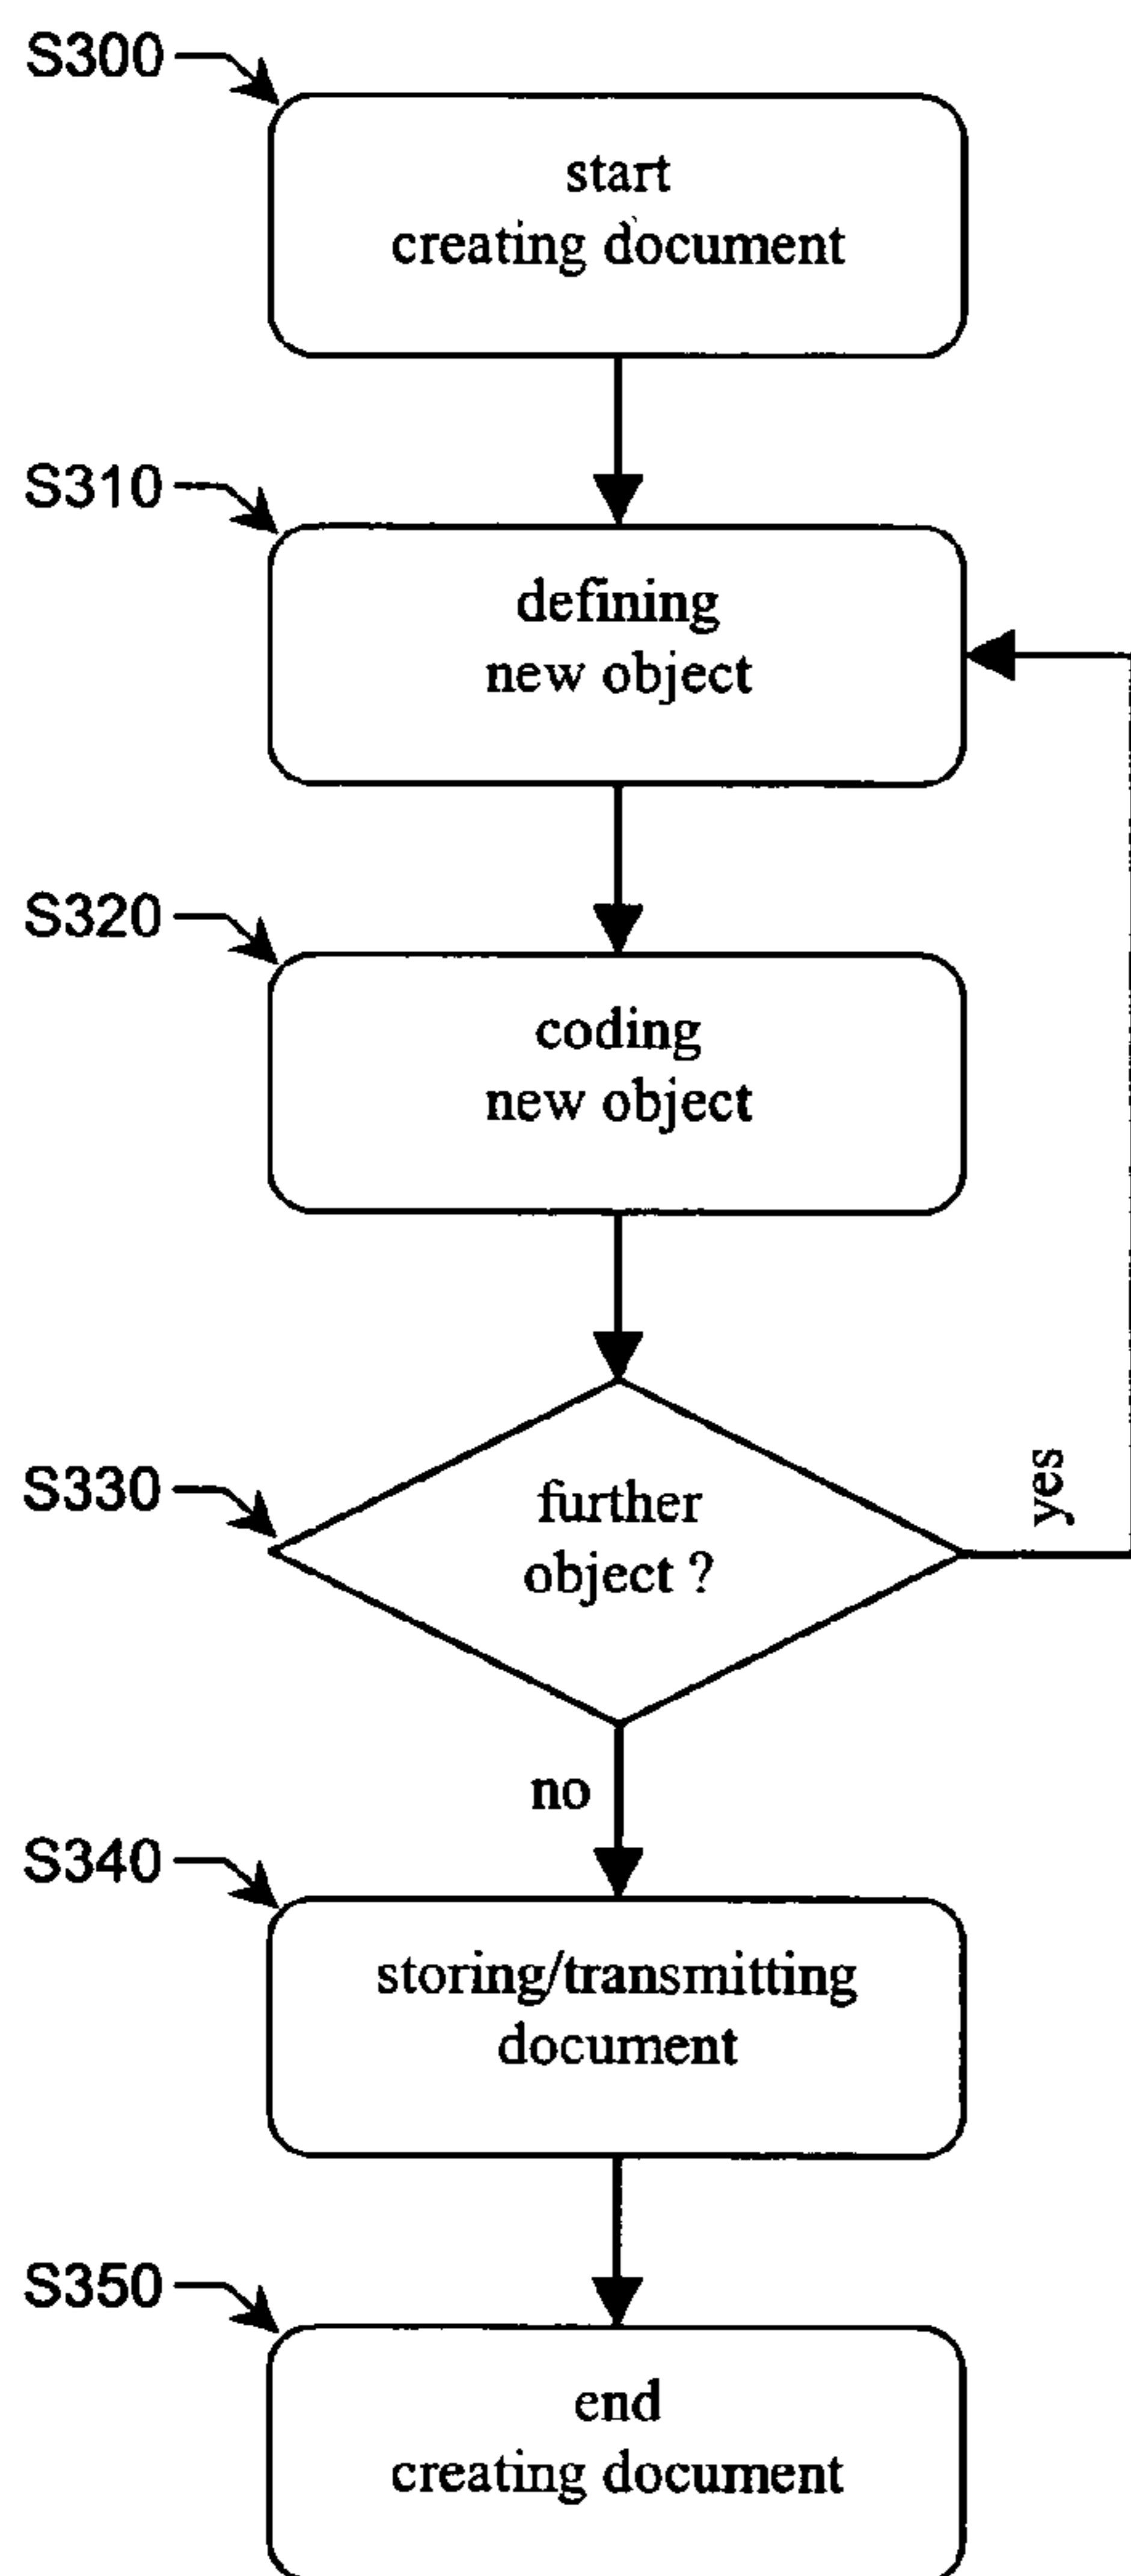 S300
start
creating document
S310
defining
new object
S320
coding
new object
S330
further
object ?
yes
no
S340
storing/transmitting
document
S350
end
creating document